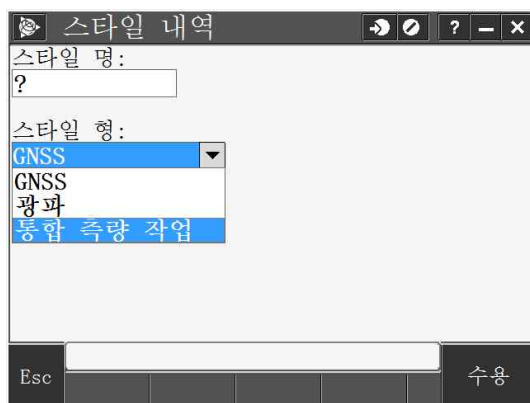 스타일 내역
? – ×
스타일 명:
?
스타일 형:
GNSS
GNSS
광파
통합 측량 작업
Esc
수용